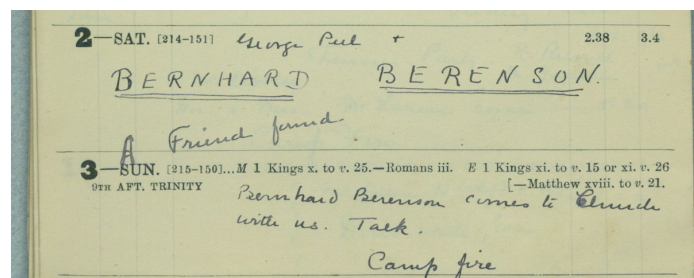 2—SAT. [214-151] George Peel + 2.38 3.4
BERNHARD BERENSON.
A Friend found.
3—SUN. [215-150]...M 1 Kings x. to v. 25.—Romans iii. E 1 Kings xi. to v. 15 or xi. v. 26
9TH AFT. TRINITY [—Matthew xviii. to v. 21.
Bernhard Berenson comes to Church
with us. Talk.
Camp fire